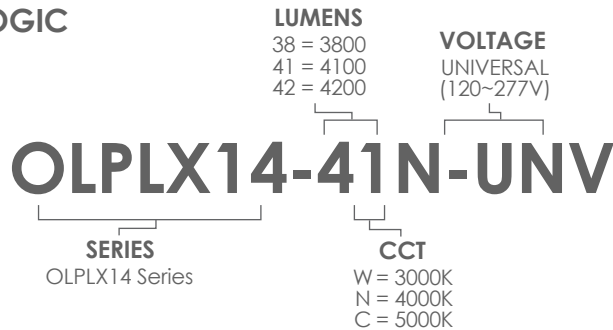 OGIC
LUMENS
38 = 3800
41 = 4100
42 = 4200
VOLTAGE
UNIVERSAL
(120~277V)
OLPLX14-41N-UNV
SERIES
OLPLX14 Series
CCT
W = 3000K
N = 4000K
C = 5000K